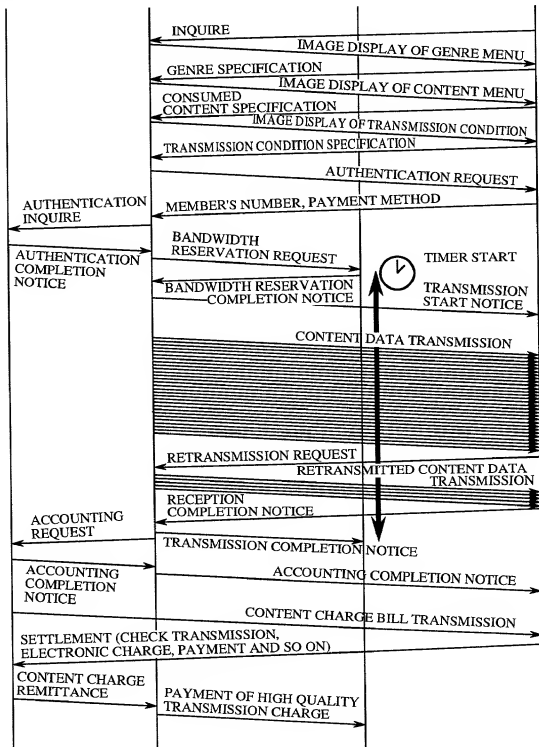 INQUIRE
IMAGE DISPLAY OF GENRE MENU
GENRE SPECIFICATION
IMAGE DISPLAY OF CONTENT MENU
CONSUMED
CONTENT SPECIFICATION
IMAGE DISPLAY OF TRANSMISSION CONDITION
TRANSMISSION CONDITION SPECIFICATION
AUTHENTICATION REQUEST
MEMBER'S NUMBER, PAYMENT METHOD
AUTHENTICATION
INQUIRE
AUTHENTICATION
COMPLETION
NOTICE
BANDWIDTH
RESERVATION REQUEST
TIMER START
BANDWIDTH RESERVATION
COMPLETION NOTICE
TRANSMISSION
START NOTICE
CONTENT DATA TRANSMISSION
RETRANSMISSION REQUEST
RETRANSMITTED CONTENT DATA
TRANSMISSION
RECEPTION
COMPLETION NOTICE
ACCOUNTING
REQUEST
TRANSMISSION COMPLETION NOTICE
ACCOUNTING
COMPLETION
NOTICE
ACCOUNTING COMPLETION NOTICE
CONTENT CHARGE BILL TRANSMISSION
SETTLEMENT (CHECK TRANSMISSION,
ELECTRONIC CHARGE, PAYMENT AND SO ON)
CONTENT CHARGE
REMITTANCE
PAYMENT OF HIGH QUALITY
TRANSMISSION CHARGE